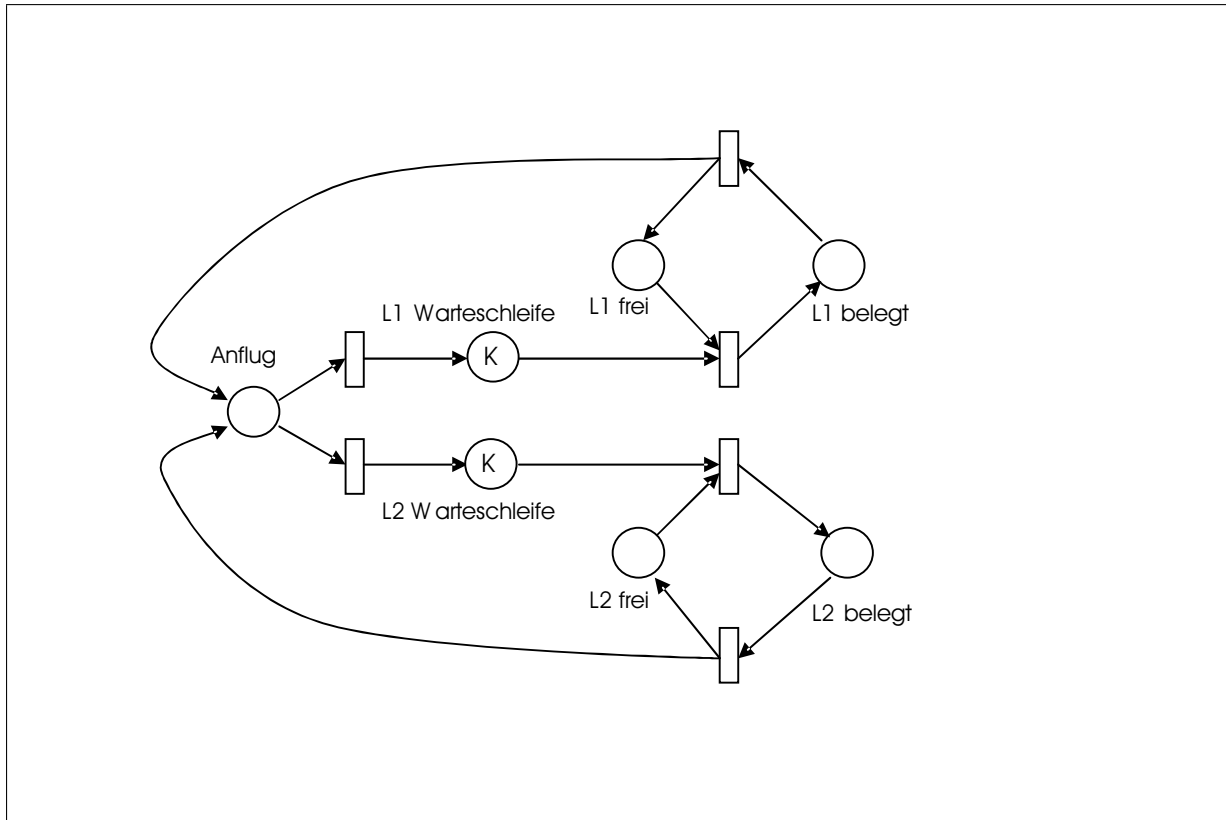 L1 frei
L1 belegt
L1 Warteschleife
Anflug
K
K
L2 Warteschleife
L2 frei
L2 belegt